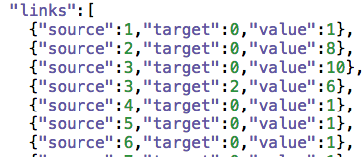 "links":[
{"source":1,"target":0,"value":1},
{"source":2,"target":0,"value":8},
{"source":3,"target":0,"value":10},
{"source":3,"target":2,"value":6},
{"source":4,"target":0,"value":1},
{"source":5,"target":0,"value":1},
{"source":6,"target":0,"value":1},